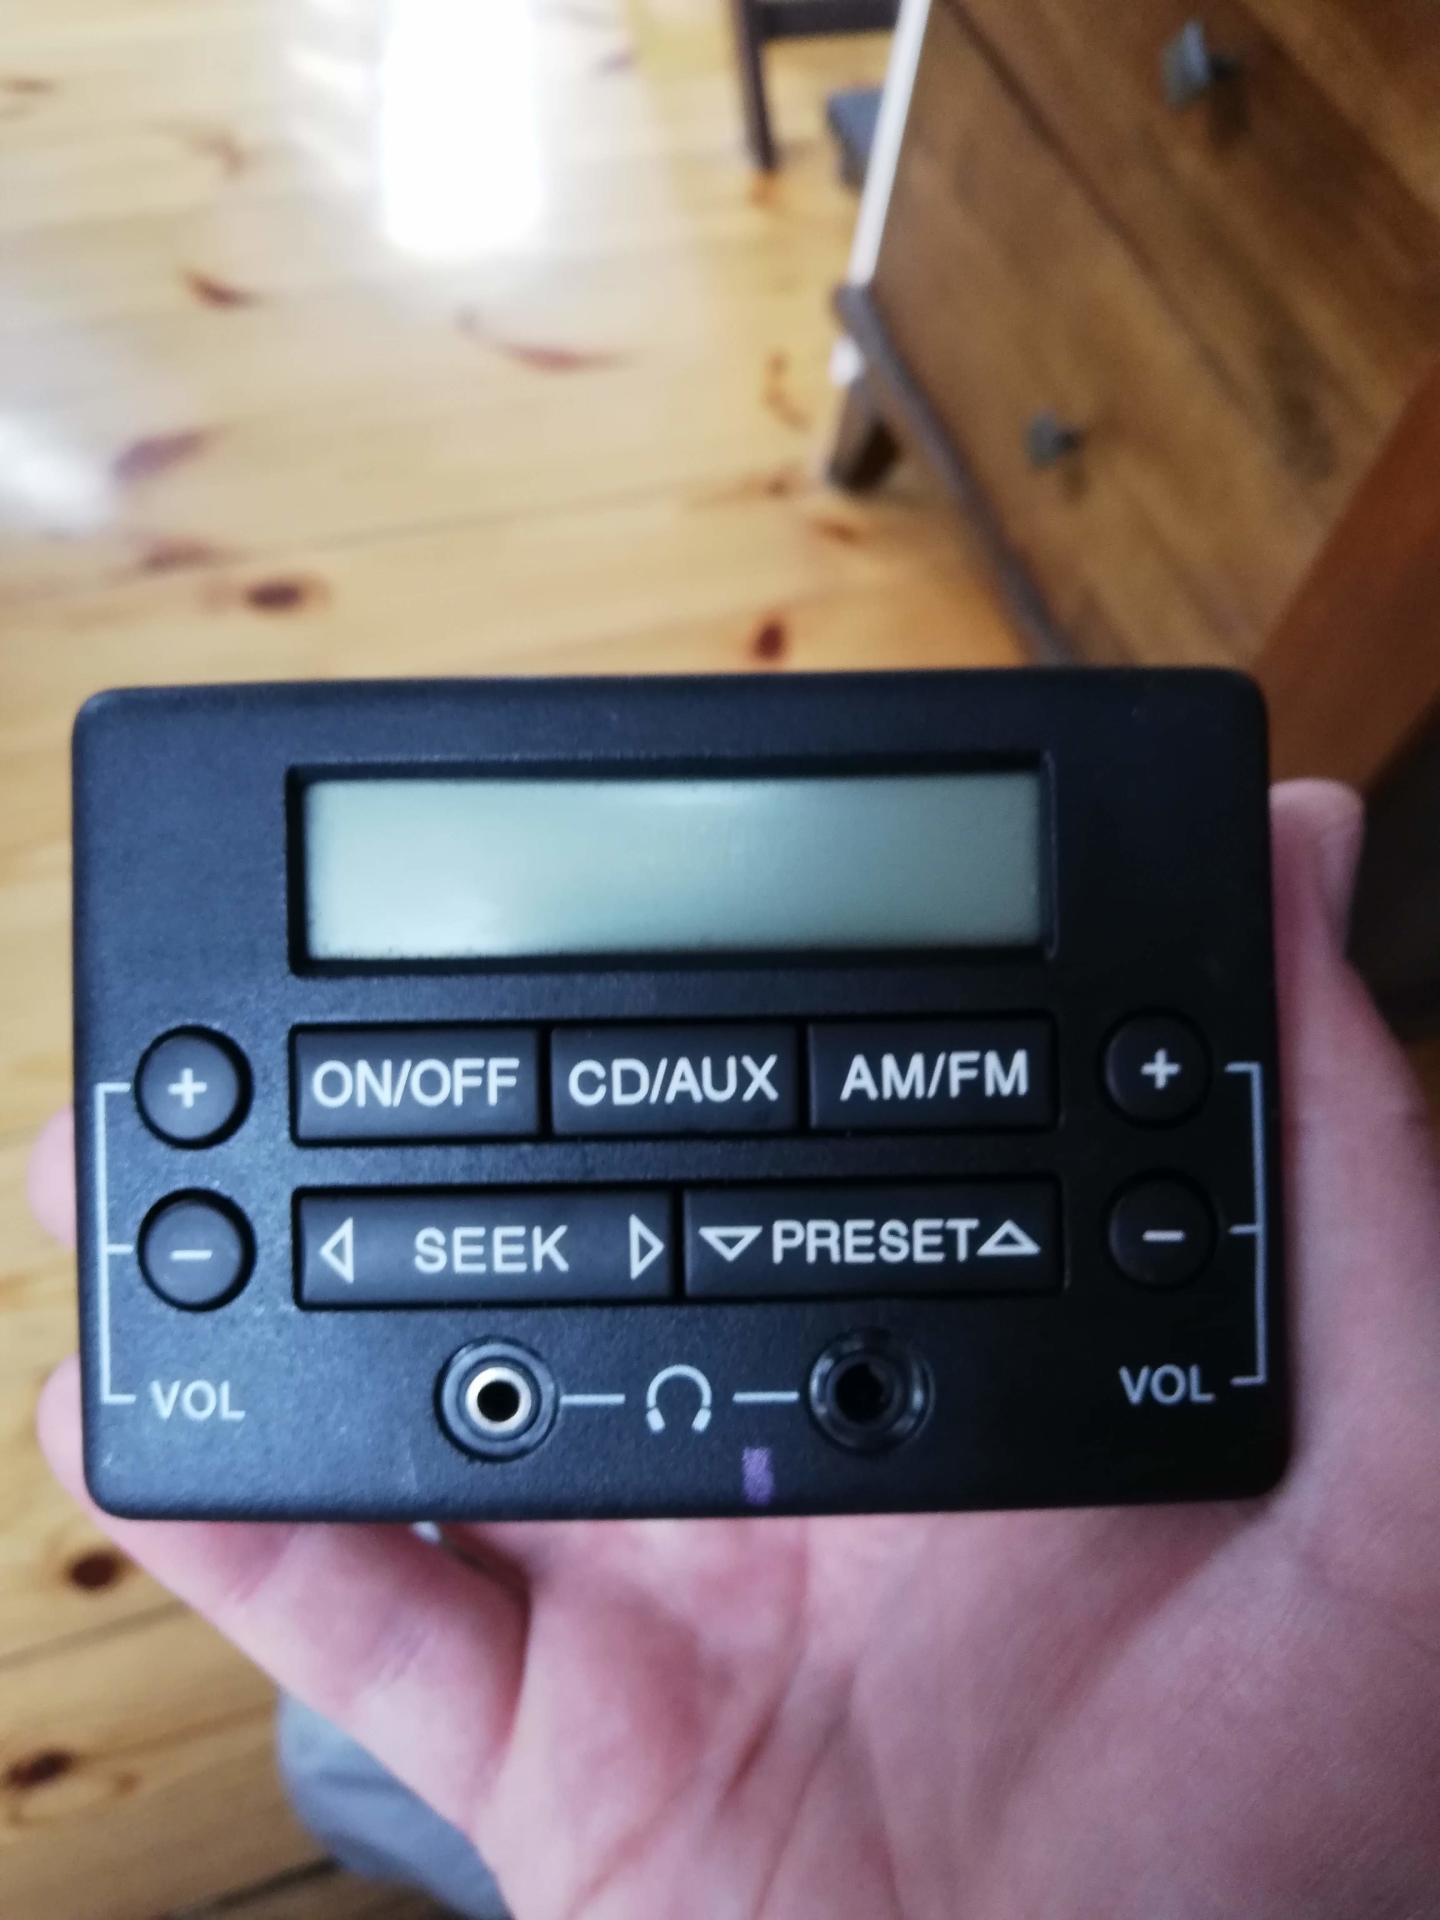 + ON/OFF CD/AUX AM/FM +
- ◁ SEEK ▷ ▽ PRESET △ -
VOL VOL